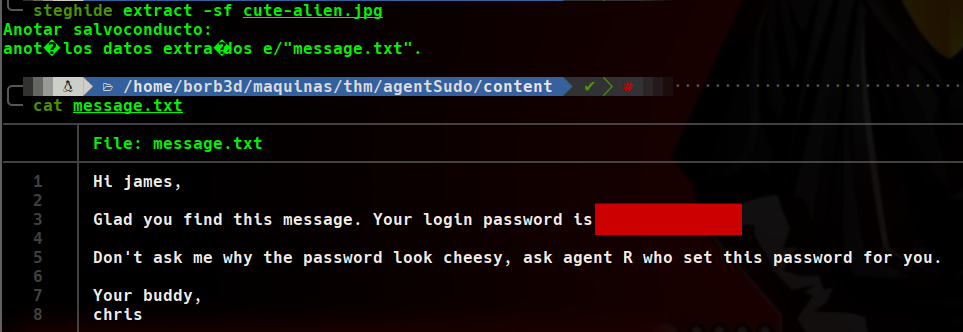 steghide extract -sf cute-alien.jpg
Anotar salvoconducto:
anot�los datos extra�dos e/"message.txt".
/home/borb3d/maqu1nas/thm/agentSudo/content ✔ #
cat message.txt
File: message.txt
1 Hi james,
2
3 Glad you find this message. Your login password is
4
5 Don't ask me why the password look cheesy, ask agent R who set this password for you.
6
7 Your buddy,
8 chris